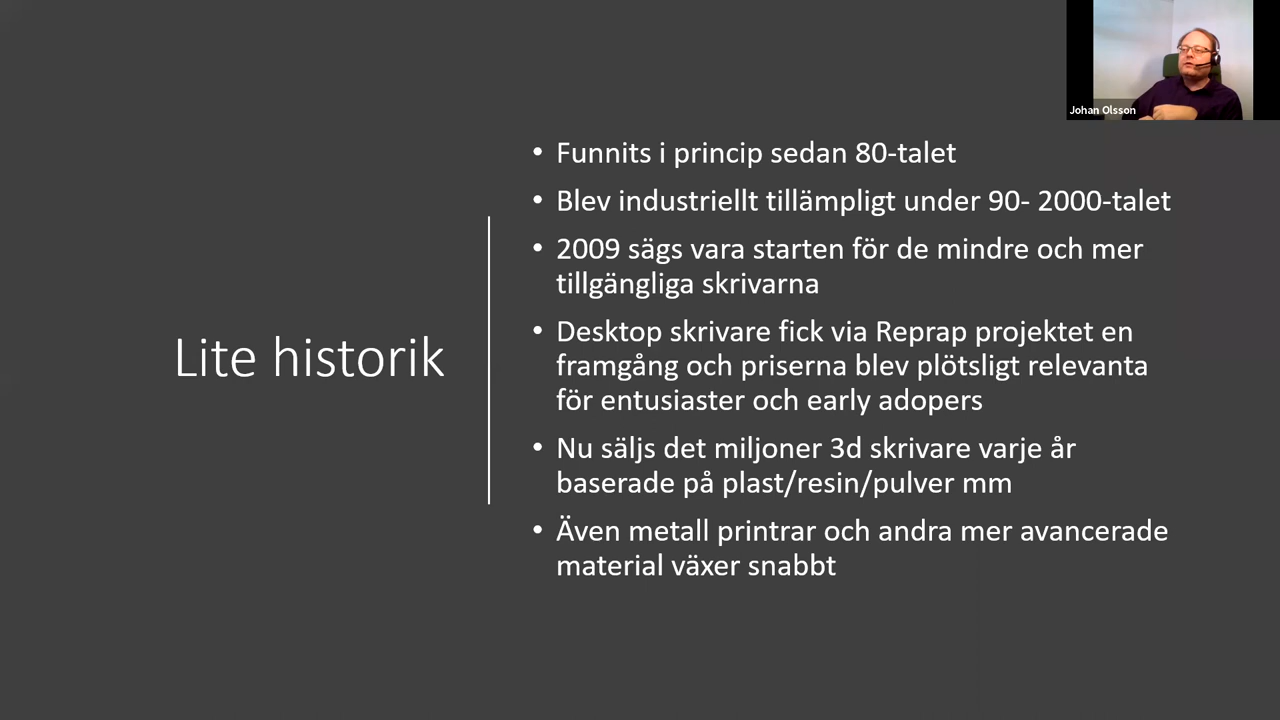 Johan Olsson
Lite historik
• Funnits i princip sedan 80-talet
• Blev industriellt tillämpligt under 90- 2000-talet
• 2009 sägs vara starten för de mindre och mer
tillgängliga skrivarna
• Desktop skrivare fick via Reprap projektet en
framgång och priserna blev plötsligt relevanta
för entusiaster och early adopers
• Nu säljs det miljoner 3d skrivare varje år
baserade på plast/resin/pulver mm
• Även metall printrar och andra mer avancerade
material växer snabbt